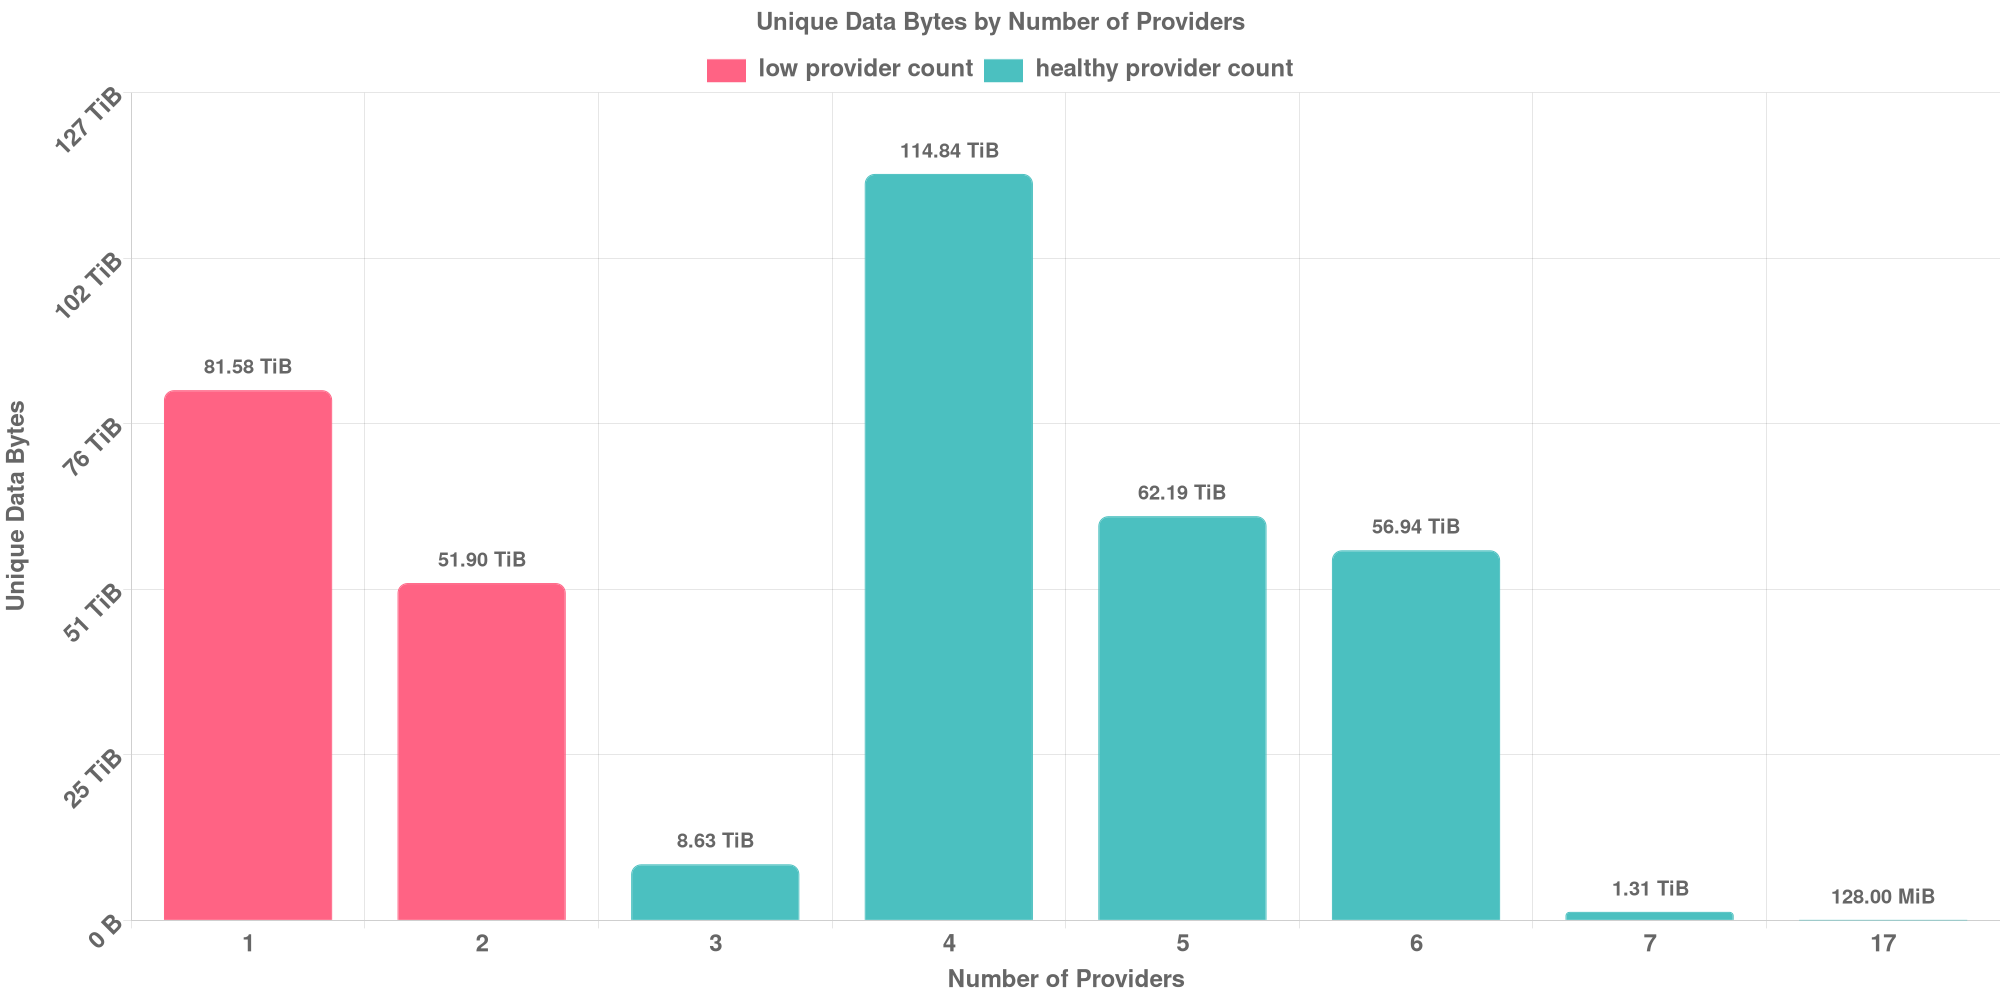 Unique Data Bytes by Number of Providers
low provider count healthy provider count
127 TiB
102 TiB
76 TiB
51 TiB
25 TiB
0 B
Unique Data Bytes
81.58 TiB
51.90 TiB
8.63 TiB
114.84 TiB
62.19 TiB
56.94 TiB
1.31 TiB
128.00 MiB
1 2 3 4 5 6 7 17
Number of Providers